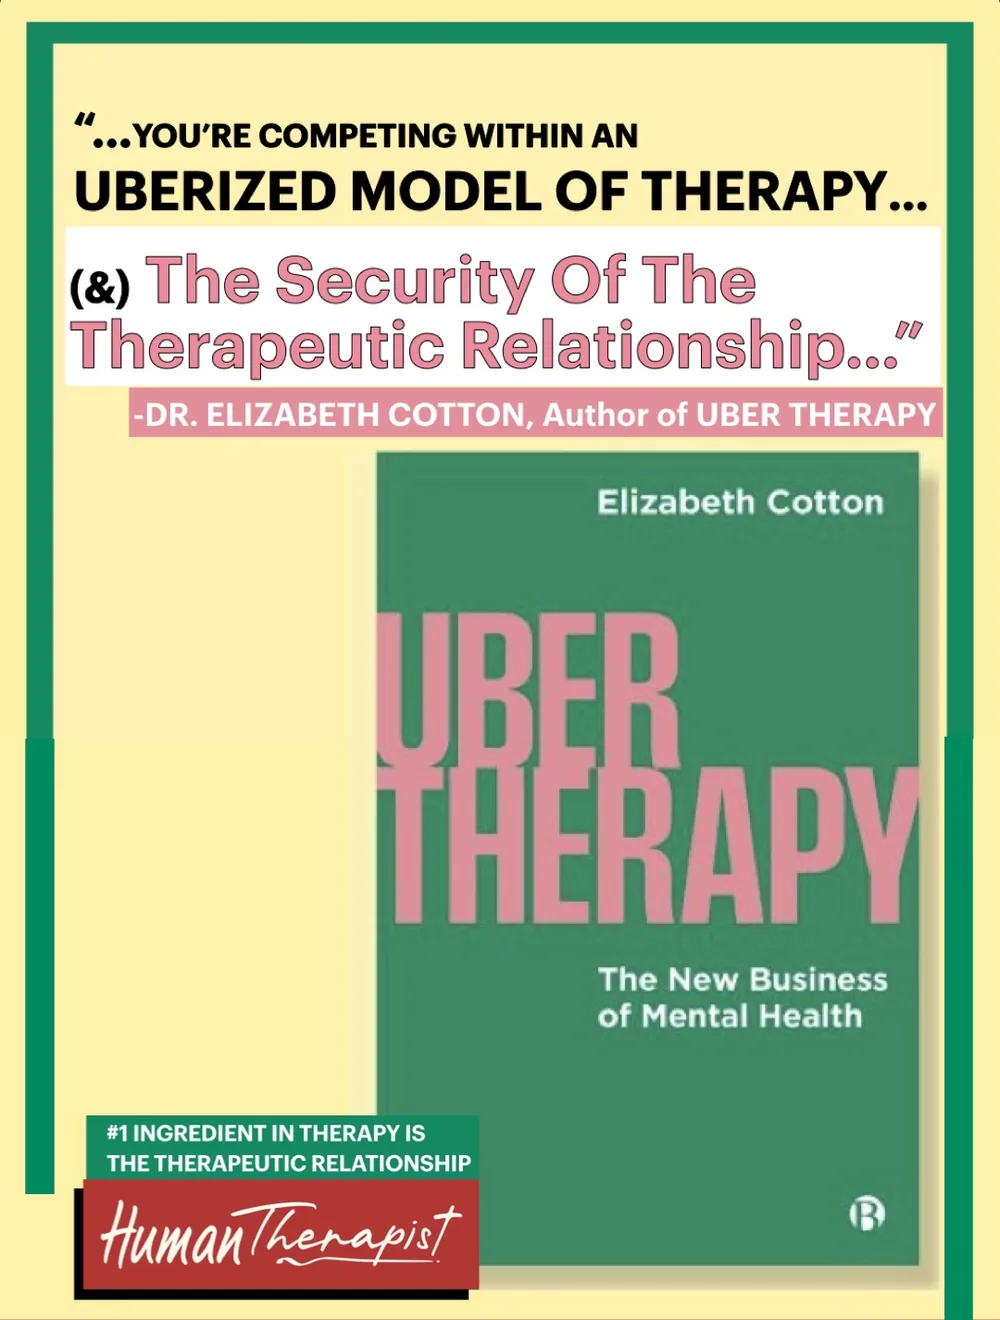 “...YOU’RE COMPETING WITHIN AN
UBERIZED MODEL OF THERAPY...
(&) The Security Of The
Therapeutic Relationship...”
-DR. ELIZABETH COTTON, Author of UBER THERAPY
Elizabeth Cotton
UBER
THERAPY
The New Business
of Mental Health
B
#1 INGREDIENT IN THERAPY IS
THE THERAPEUTIC RELATIONSHIP
Human Therapist